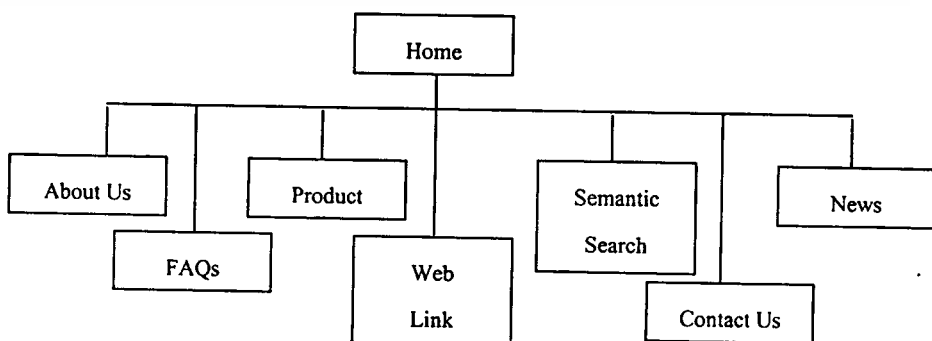 Home
About Us
FAQs
Product
Web
Link
Semantic
Search
Contact Us
News